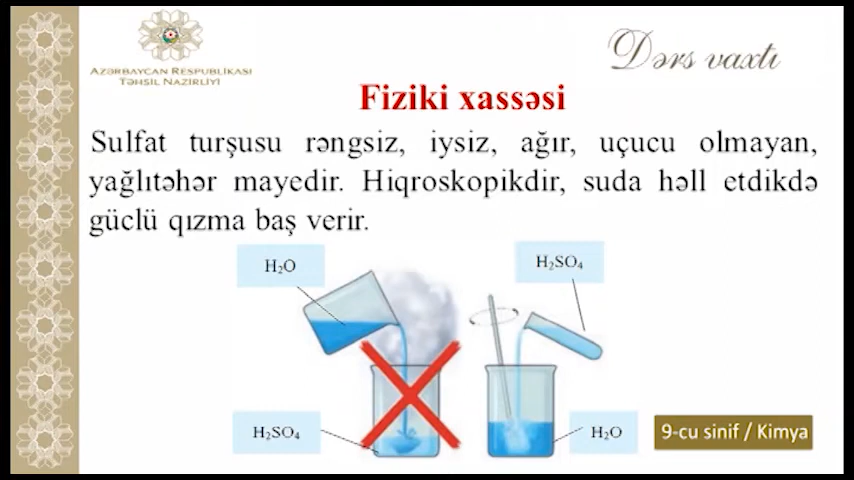 AZƏRBAYCAN RESPUBLİKASI
TƏHSİL NAZİRLİYİ
Dərs vaxtı
Fiziki xassəsi
Sulfat turşusu rəngsiz, iysiz, ağır, uçucu olmayan,
yağlıtəhər mayedir. Hiqroskopikdir, suda həll etdikdə
güclü qızma baş verir.
H₂O
H₂SO₄
H₂SO₄
H₂O
9-cu sinif / Kimya